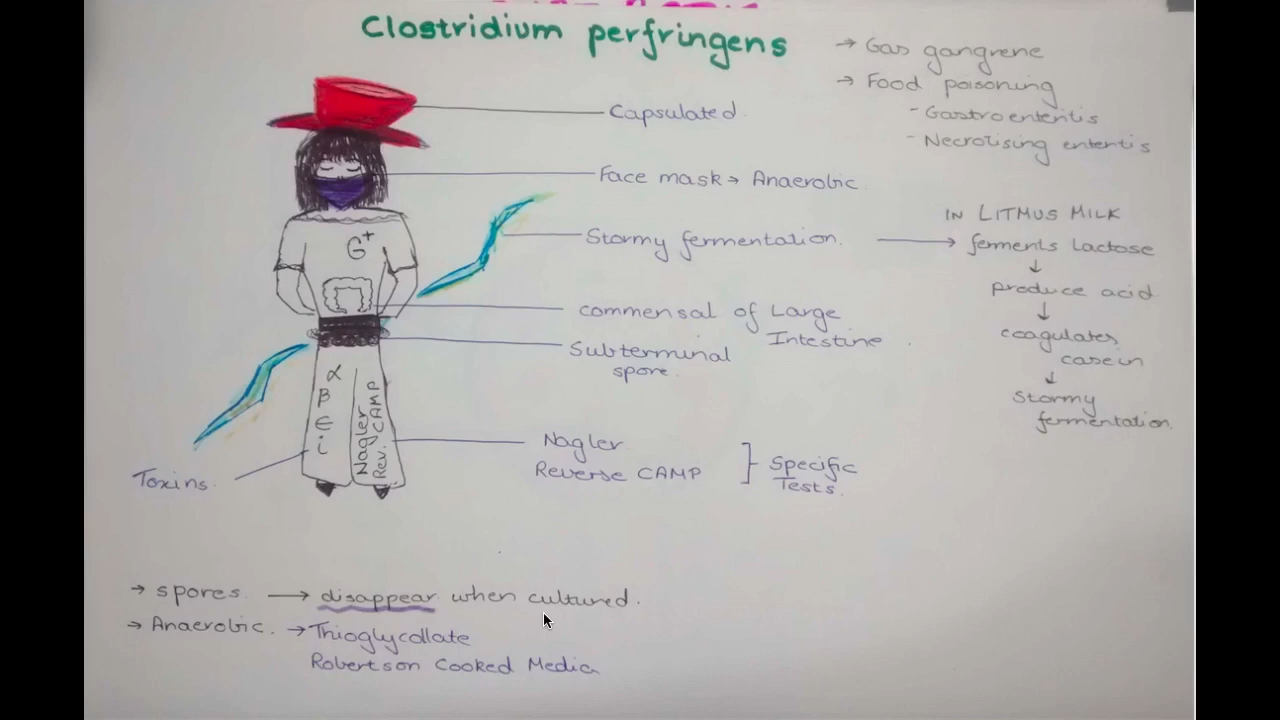 Clostridium perfringens
→ Gas gangrene
→ Food poisoning
- Gastroenteritis
- Necrotising enteritis
Capsulated
Face mask → Anaerobic
Stormy fermentation.
IN LITMUS MILK
→ ferments lactose
↓
produce acid
↓
coagulates
casein
↓
Stormy
fermentation.
G+
commensal of Large
Intestine
Subterminal
spore.
α
β
ε
i
Nagler
Rev. CAMP
Nagler
Reverse CAMP
} Specific
Tests.
Toxins.
→ spores → disappear when cultured.
→ Anaerobic. → Thioglycollate
Robertson Cooked Media